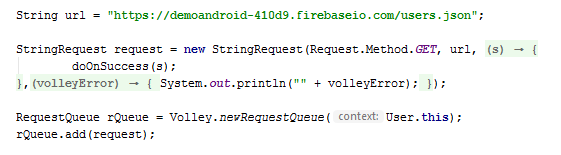 String url = "https://demoandroid-410d9.firebaseio.com/users.json";
StringRequest request = new StringRequest(Request.Method.GET, url, (s) → {
doOnSuccess(s);
},(volleyError) → { System.out.println("" + volleyError); });
RequestQueue rQueue = Volley.newRequestQueue( context: User.this);
rQueue.add(request);